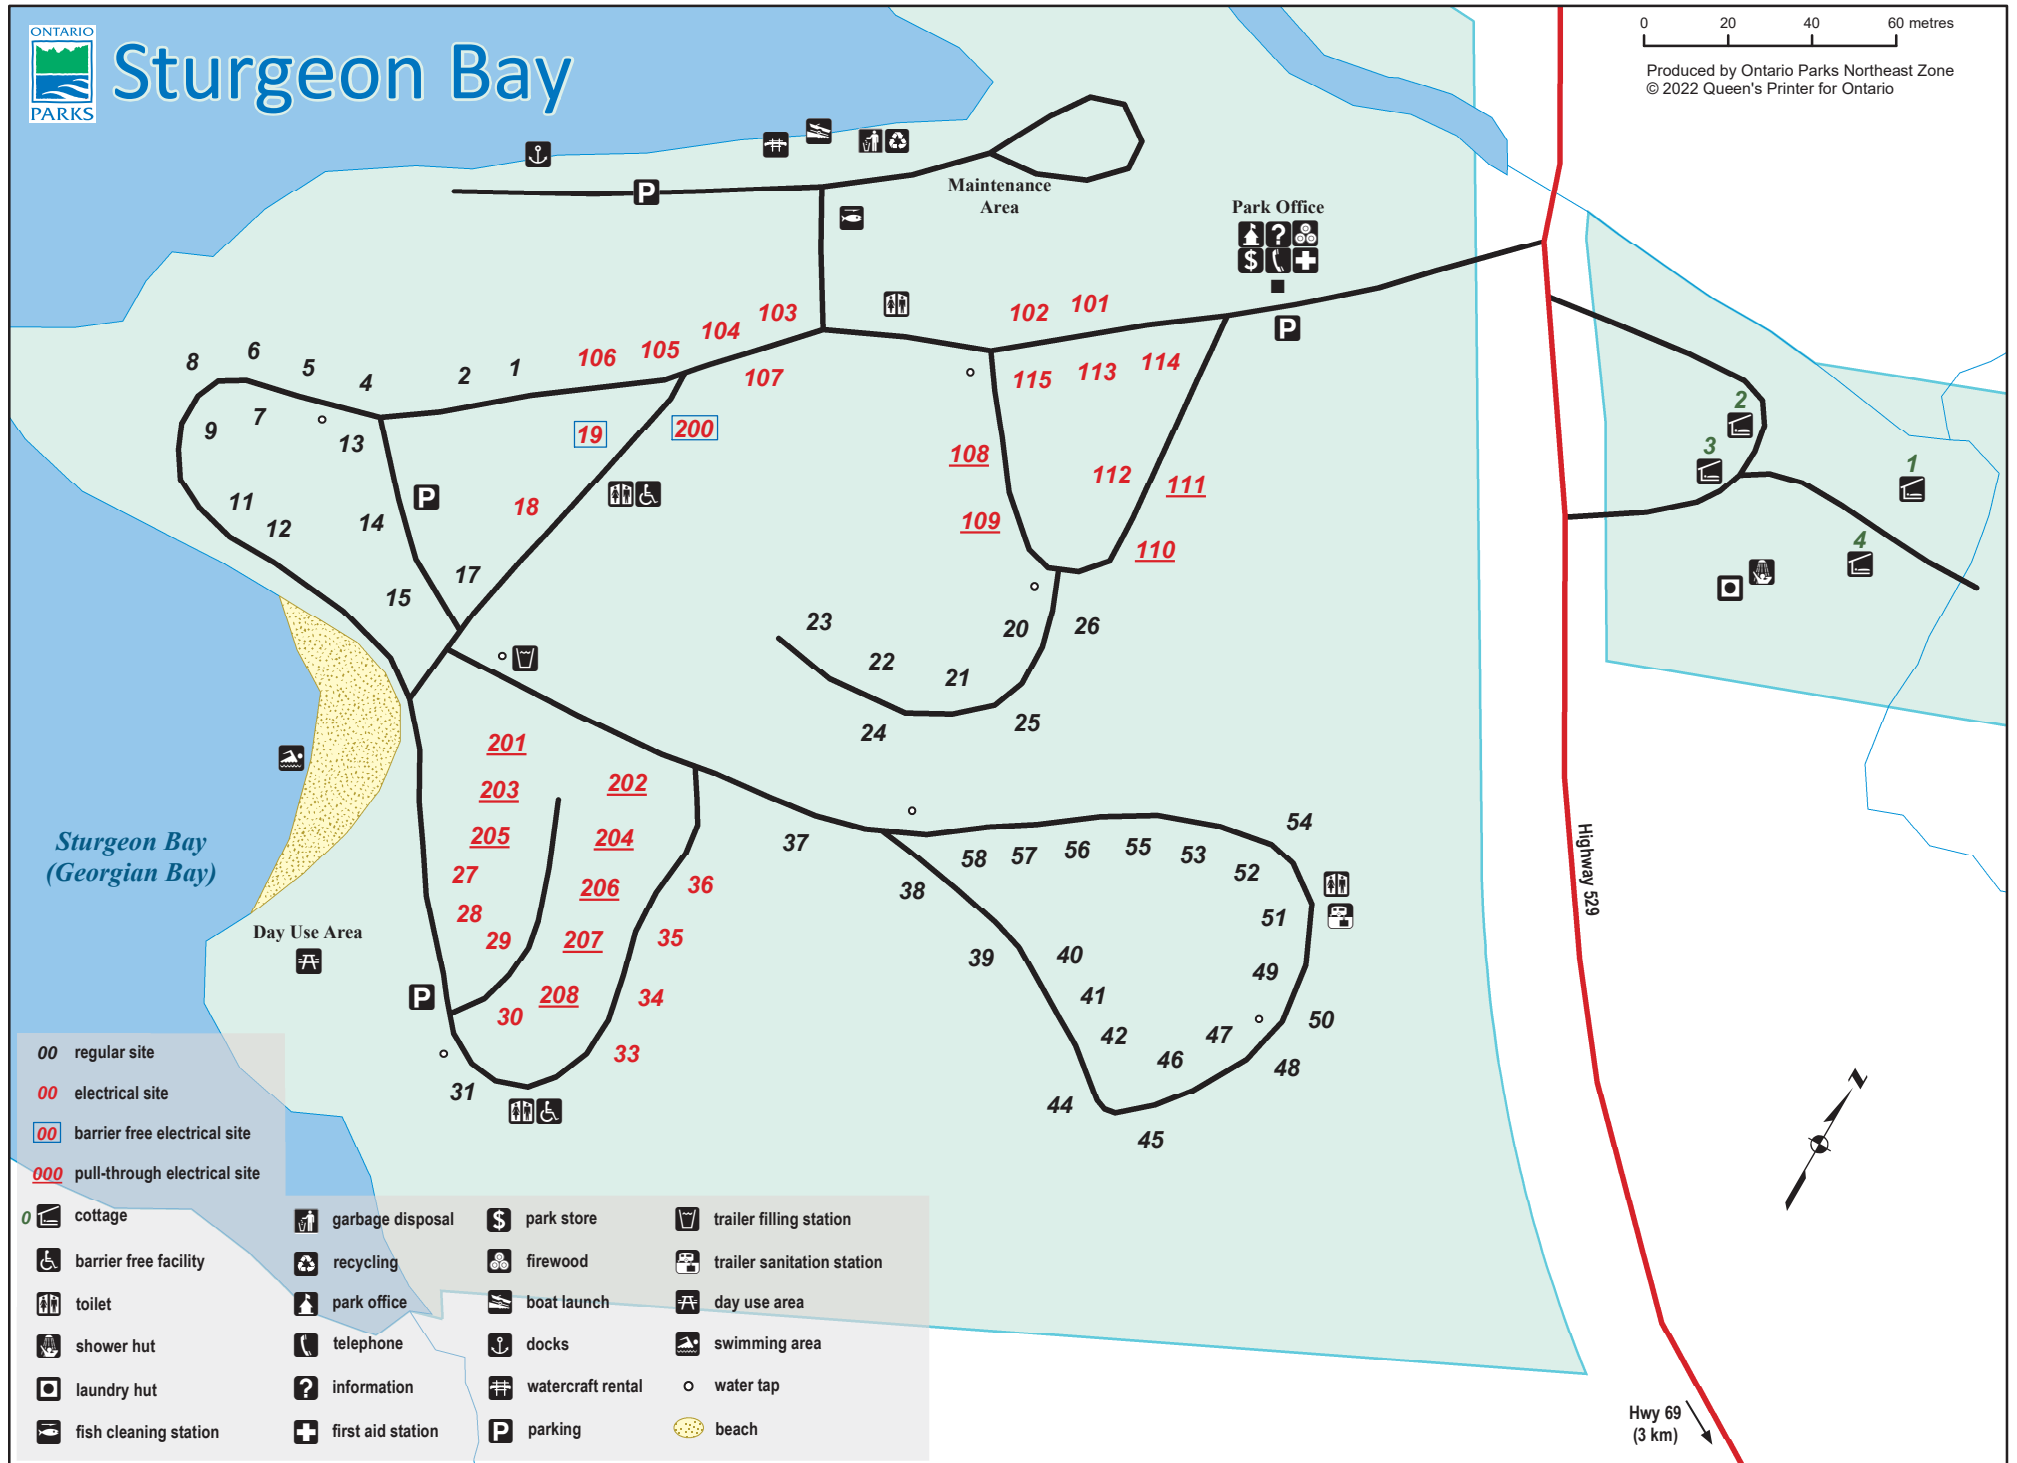 ONTARIO
PARKS
Sturgeon Bay
0 20 40 60 metres
Produced by Ontario Parks Northeast Zone
© 2022 Queen's Printer for Ontario
P
Maintenance
Area
Park Office
?
$
P
101
102
103
104
105
106
107
1
2
4
5
6
8
7
9
13
11
12
14
15
P
17
18
19
200
115
113
114
108
112
111
109
110
2
3
1
4
23
22
21
20
26
24
25
201
203
202
205
204
27
206
36
28
29
207
35
30
208
34
33
31
P
37
38
58
57
56
55
53
54
52
51
39
40
49
41
50
42
47
46
48
44
45
Sturgeon Bay
(Georgian Bay)
Day Use Area
Highway 529
N
Hwy 69
(3 km)
00 regular site
00 electrical site
00 barrier free electrical site
000 pull-through electrical site
0 cottage
barrier free facility
toilet
shower hut
laundry hut
fish cleaning station
garbage disposal
recycling
park office
telephone
? information
first aid station
$ park store
firewood
boat launch
docks
watercraft rental
P parking
trailer filling station
trailer sanitation station
day use area
swimming area
water tap
beach